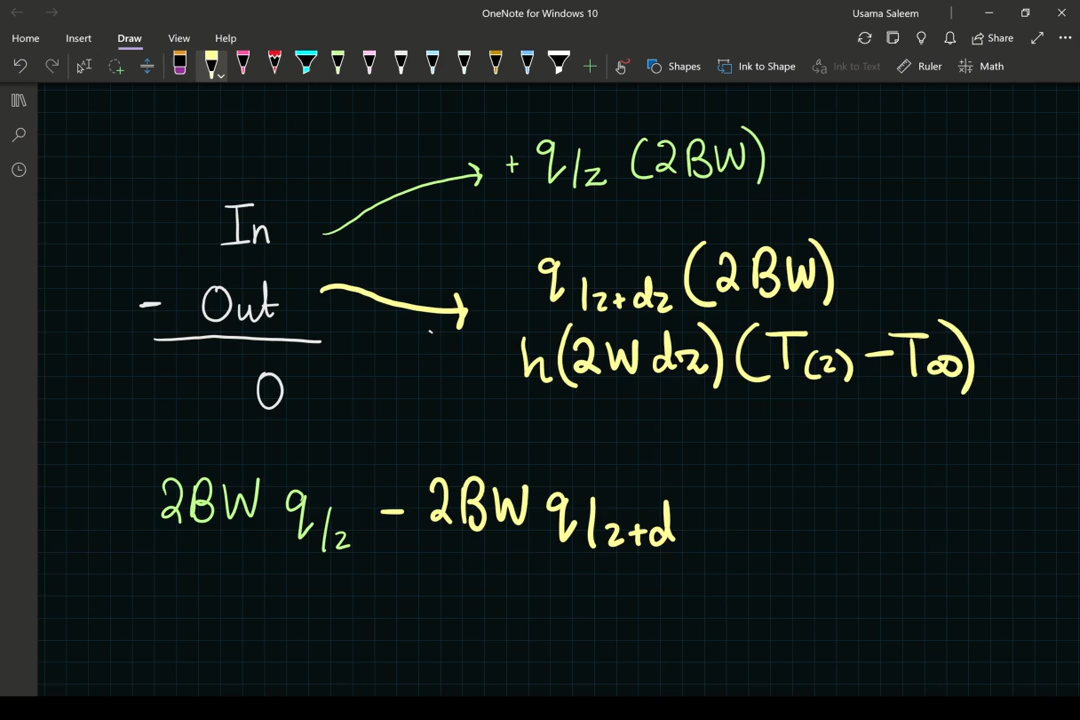 OneNote for Windows 10
Usama Saleem
Home Insert Draw View Help
Share
Shapes Ink to Shape Ink to Text Ruler Math
+ q|z (2BW)
In
q|z+dz (2BW)
- Out
h(2W dz) (T(z) - T∞)
0
2BW q|z - 2BW q|z+d